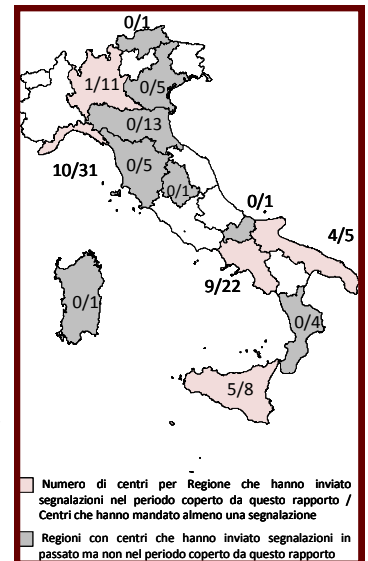 0/1
1/11
0/5
0/13
0/5
10/31
0/1
0/1
4/5
9/22
0/1
0/4
5/8
Numero di centri per Regione che hanno inviato
segnalazioni nel periodo coperto da questo rapporto /
Centri che hanno mandato almeno una segnalazione
Regioni con centri che hanno inviato segnalazioni in
passato ma non nel periodo coperto da questo rapporto